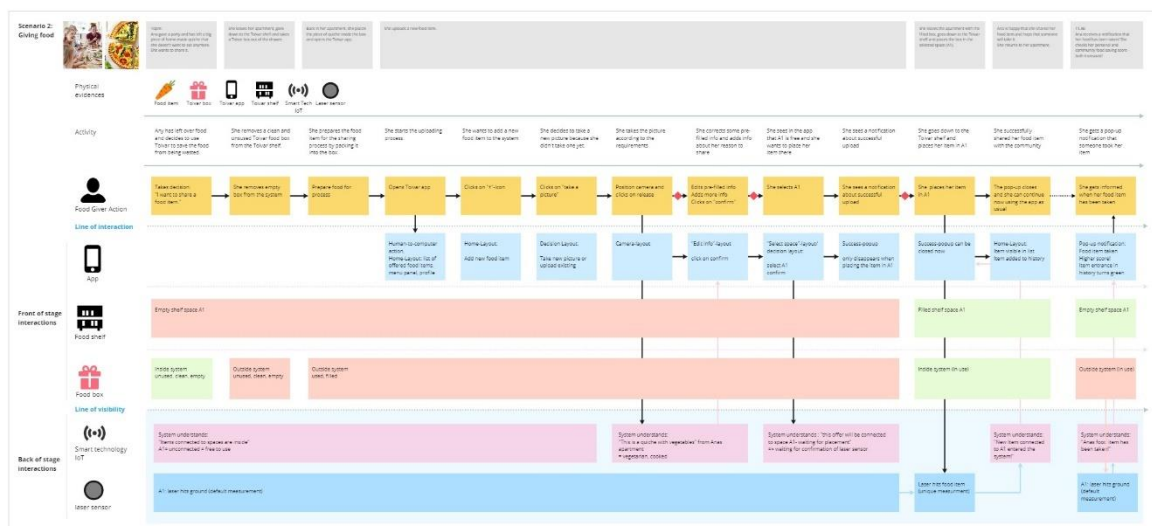 Scenario 2:
Giving food
She uploads a new food item.
Physical
evidences
Food item
Toivar box
Toivar app
Toivar shelf
Smart Tech
IoT
Laser sensor
Activity
Any has left over food
and decides to use
Toivar to save the food
from being wasted.
She removes a clean and
unused Toivar food box
from the Toivar shelf.
She prepares the food
item for the sharing
process by packing it
into the box.
She starts the uploading
process
She wants to add a new
food item to the system
She decides to take a
new picture because she
didn't take one yet.
She takes the picture
according to the
requirements
She corrects some pre-
filled info and adds info
about her reason to
share
She sees in the app
that A1 is free and she
wants to place her
item there
She sees a notification
about successful
upload
She goes down to the
Toivar shelf and
places her item in A1
She successfully
shared her food item
with the community
She gets a pop-up
notification that
someone took her
item
Food Giver Action
Takes decision
"I want to share a
food item."
She removes empty
box from the system
Prepare food for
process
Opens Toivar app
Clicks on "+"-icon
Clicks on "take a
picture"
Position camera and
click on release
Edits pre-filled info.
Adds more info
Clicks on "confirm"
She selects A1
She sees a notification
about successful
upload
She places her item
in A1
The pop-up closes
and she can continue
now using the app as
usual
She gets informed
when her food item
has been taken
Line of interaction
App
Human-to-computer
action
Home-Layout: list of
offered food items,
menu panel, profile
Home-Layout:
Add new food item
Decision Layout:
Take new picture or
upload existing
Camera-layout
"Edit info"-layout
click on confirm
"Select space"-layout/
decision layout
select A1
confirm
Success-popup
only disappears when
placing the item in A1
Success-popup can be
closed now
Home-Layout:
Item visible in list
Item added to history
Pop up notification:
Food item taken
Higher score!
Item entrance in
history turns green
Front of stage
interactions
Food shelf
Empty shelf space A1
Filled shelf space A1
Empty shelf space A1
Food box
Inside system
unused, clean, empty
Outside system
unused, clean, empty
Outside system
used, filled
Inside system (in use)
Outside system (in use)
Line of visibility
Back of stage
interactions
Smart technology
IoT
System understands:
"Items connected to spaces are inside"
A1= unconnected = free to use
System understands:
"This is a quiche with vegetables" from Anas
apartment
= vegetarian, cooked
System understands : "this offer will be connected
to space A1= waiting for placement"
=> waiting for confirmation of laser sensor
System understands:
"New item connected
to A1 entered the
system!"
System understands:
"Anas food item has
been taken!"
laser sensor
A1: laser hits ground (default measurement)
Laser hits food item
(unique measurment)
A1: laser hits ground
(default
measurement)